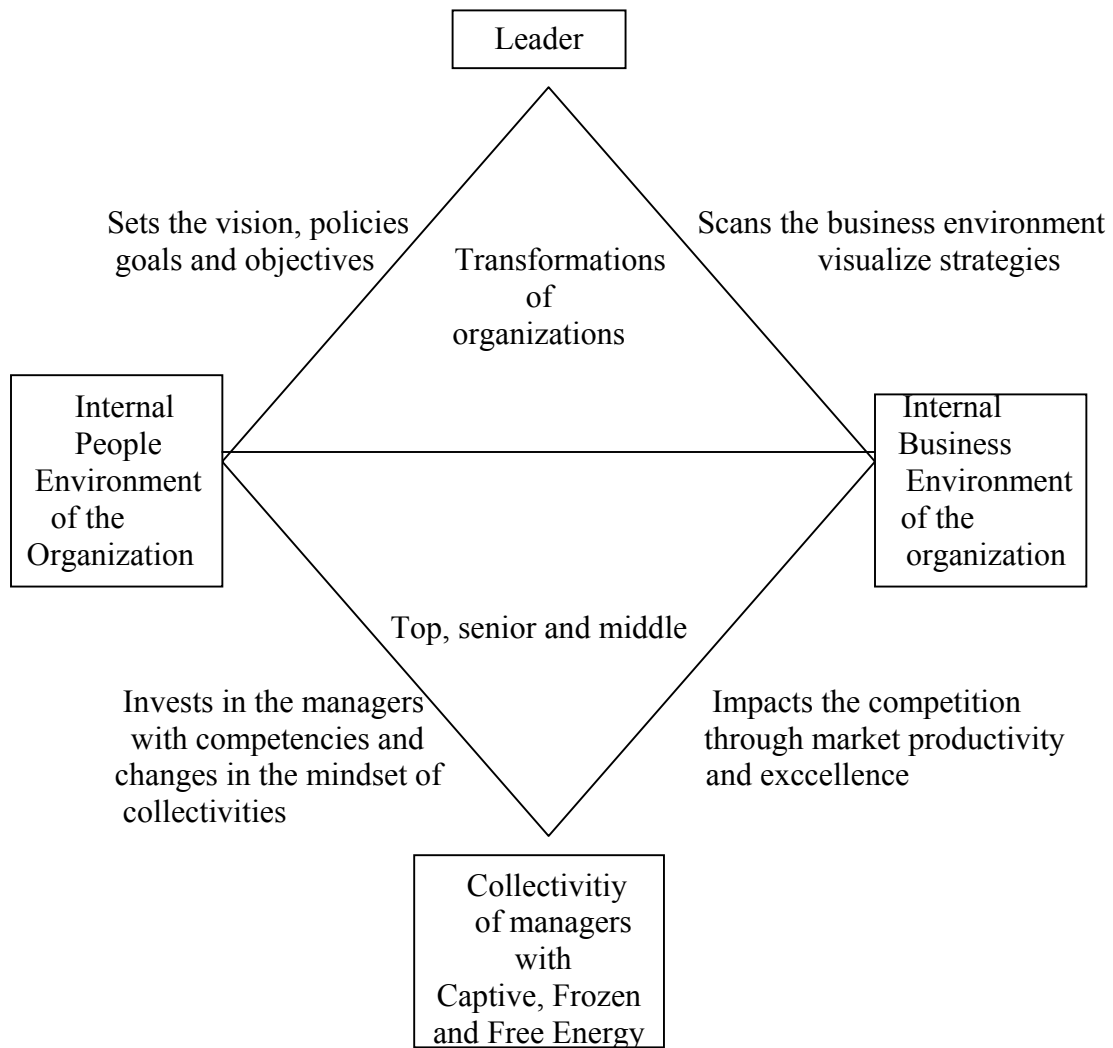 Leader
Sets the vision, policies
goals and objectives
Scans the business environment
visualize strategies
Transformations
of
organizations
Internal
People
Environment
of the
Organization
Internal
Business
Environment
of the
organization
Top, senior and middle
Invests in the managers
with competencies and
changes in the mindset of
collectivities
Impacts the competition
through market productivity
and exccellence
Collectivitiy
of managers
with
Captive, Frozen
and Free Energy